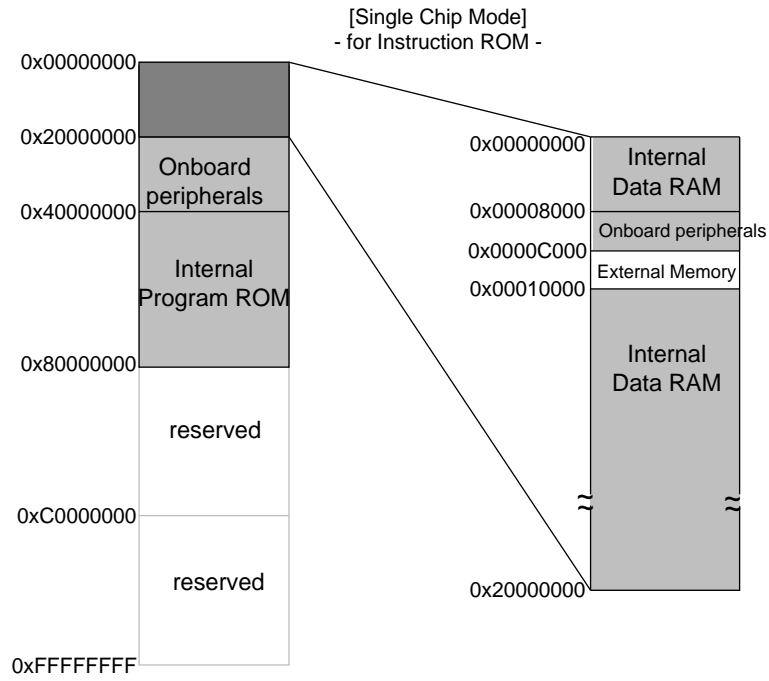 [Single Chip Mode]
- for Instruction ROM -
0x00000000
0x20000000
Onboard
peripherals
0x40000000
Internal
Program ROM
0x80000000
reserved
0xC0000000
reserved
0xFFFFFFFF
0x00000000
Internal
Data RAM
0x00008000
Onboard peripherals
0x0000C000
External Memory
0x00010000
Internal
Data RAM
≈ ≈
0x20000000